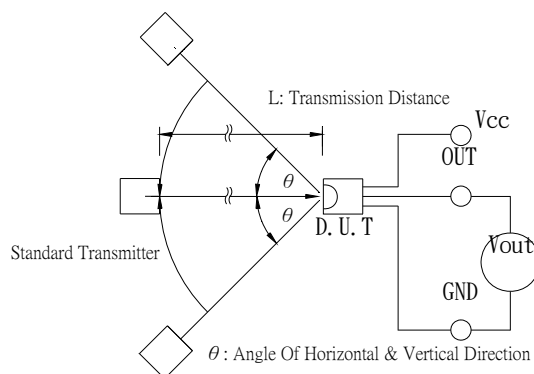 L: Transmission Distance
Vcc
OUT
θ
θ
D.U.T
Standard Transmitter
Vout
GND
θ : Angle Of Horizontal & Vertical Direction